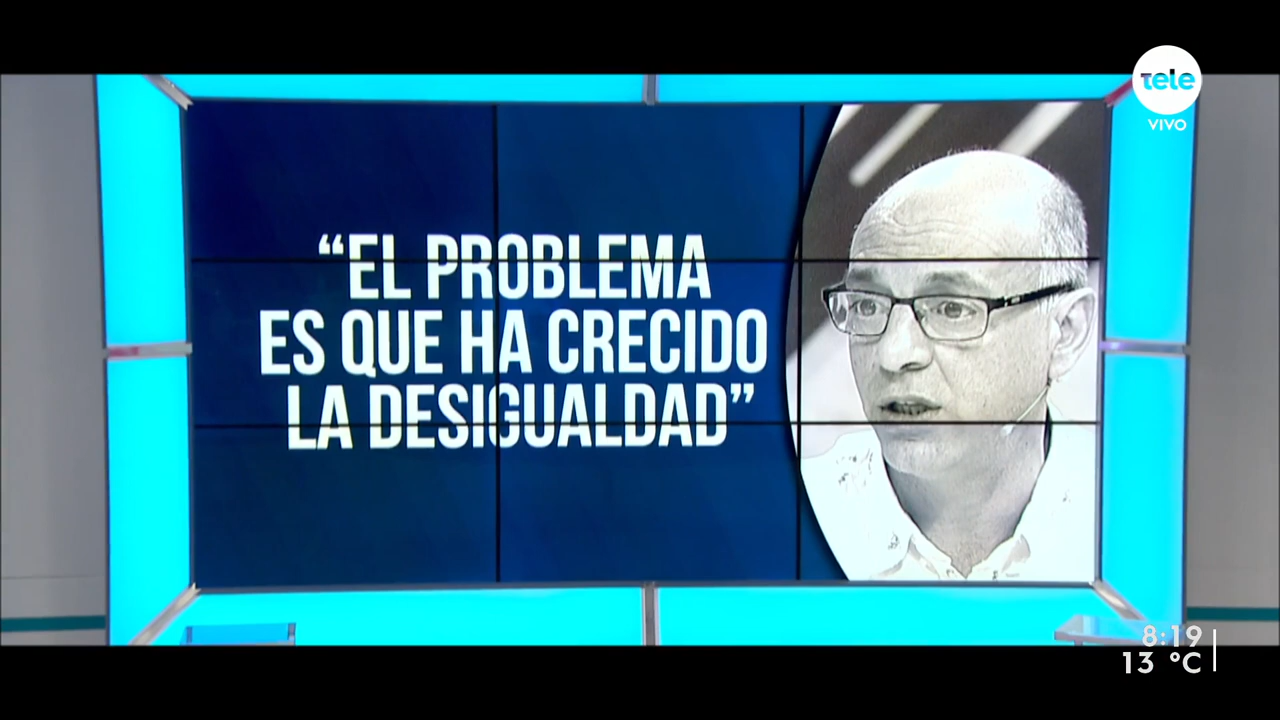 tele
VIVO
“EL PROBLEMA
ES QUE HA CRECIDO
LA DESIGUALDAD”
8:19
13 °C